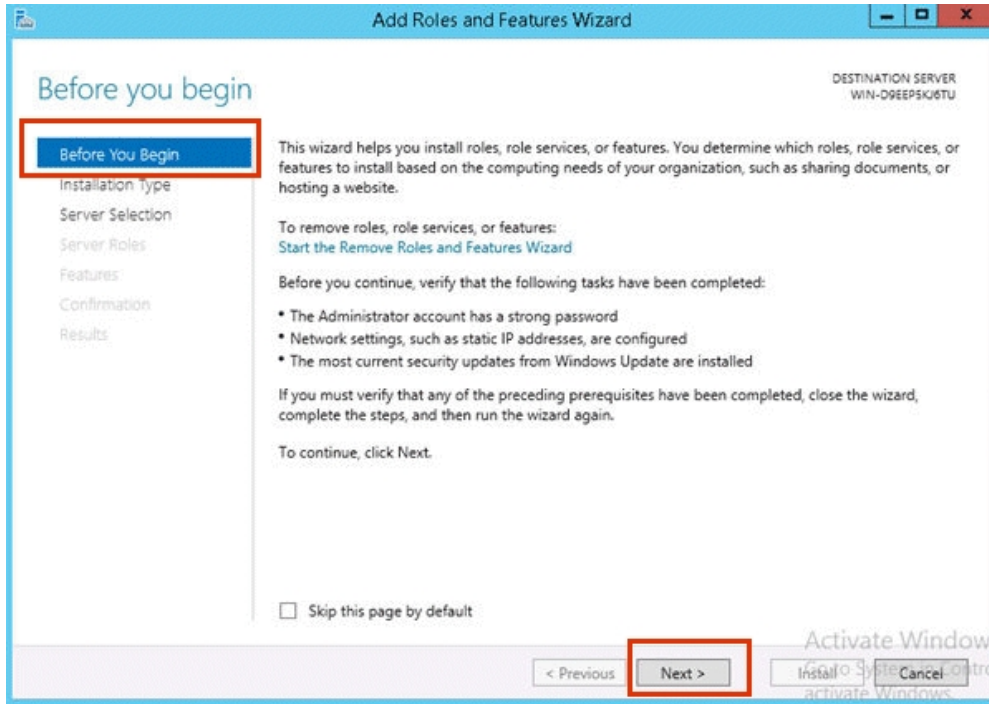 Add Roles and Features Wizard
Before you begin
DESTINATION SERVER
WIN-D9EEP5KJ6TU
Before You Begin
Installation Type
Server Selection
Server Roles
Features
Confirmation
Results
This wizard helps you install roles, role services, or features. You determine which roles, role services, or
features to install based on the computing needs of your organization, such as sharing documents, or
hosting a website.
To remove roles, role services, or features:
Start the Remove Roles and Features Wizard
Before you continue, verify that the following tasks have been completed:
• The Administrator account has a strong password
• Network settings, such as static IP addresses, are configured
• The most current security updates from Windows Update are installed
If you must verify that any of the preceding prerequisites have been completed, close the wizard,
complete the steps, and then run the wizard again.
To continue, click Next.
Skip this page by default
Activate Window
Go to System in Contro
activate Windows.
< Previous
Next >
Install
Cancel